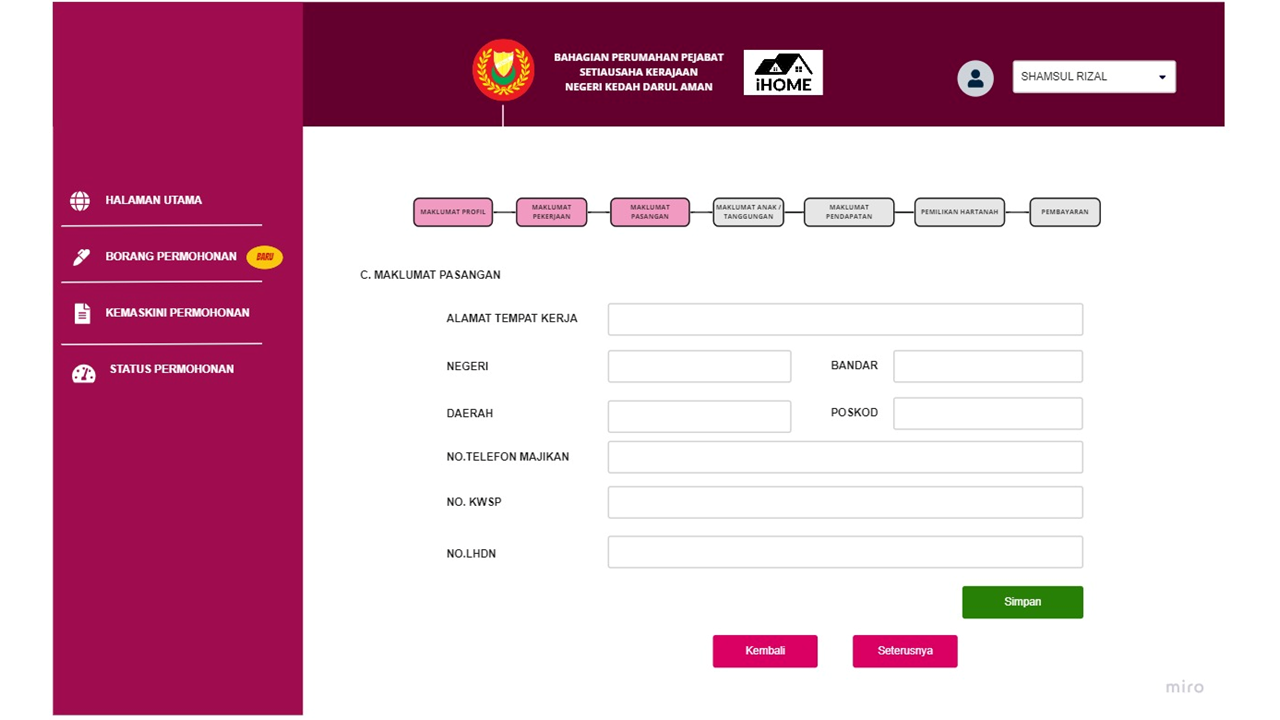 BAHAGIAN PERUMAHAN PEJABAT
SETIAUSAHA KERAJAAN
NEGERI KEDAH DARUL AMAN
iHOME
SHAMSUL RIZAL
HALAMAN UTAMA
BORANG PERMOHONAN
BARU
KEMASKINI PERMOHONAN
STATUS PERMOHONAN
MAKLUMAT PROFIL
MAKLUMAT
PEKERJAAN
MAKLUMAT
PASANGAN
MAKLUMAT ANAK /
TANGGUNGAN
MAKLUMAT
PENDAPATAN
PEMILIKAN HARTANAH
PEMBAYARAN
C. MAKLUMAT PASANGAN
ALAMAT TEMPAT KERJA
NEGERI
BANDAR
DAERAH
POSKOD
NO.TELEFON MAJIKAN
NO. KWSP
NO.LHDN
Simpan
Kembali
Seterusnya
miro